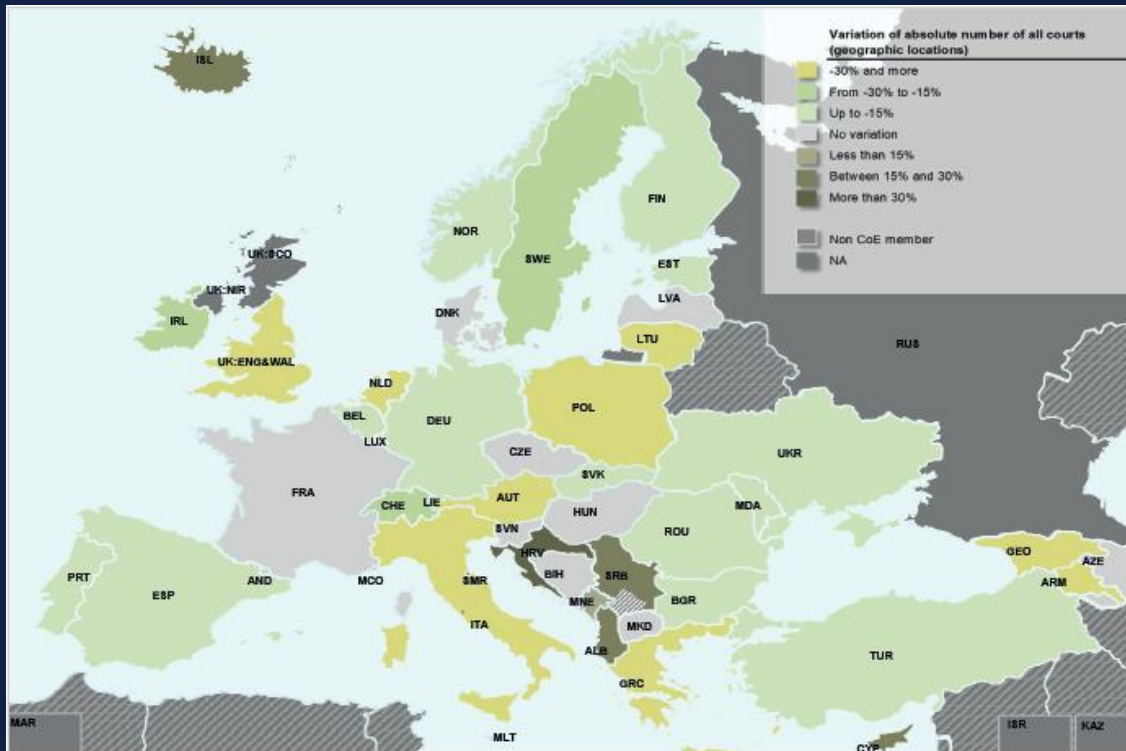 Variation of absolute number of all courts
(geographic locations)
-30% and more
From -30% to -15%
Up to -15%
No variation
Less than 15%
Between 15% and 30%
More than 30%
Non CoE member
NA
ISL
NOR
SWE
FIN
EST
LVA
LTU
RUS
UK:SCO
UK:NIR
IRL
UK:ENG&WAL
DNK
NLD
BEL
LUX
DEU
POL
CZE
SVK
UKR
FRA
CHE
LIE
AUT
HUN
MDA
SVN
HRV
ROU
BIH
SRB
PRT
ESP
AND
MCO
SMR
ITA
MNE
BGR
MKD
ALB
GRC
GEO
AZE
ARM
TUR
MAR
MLT
CYP
ISR
KAZ